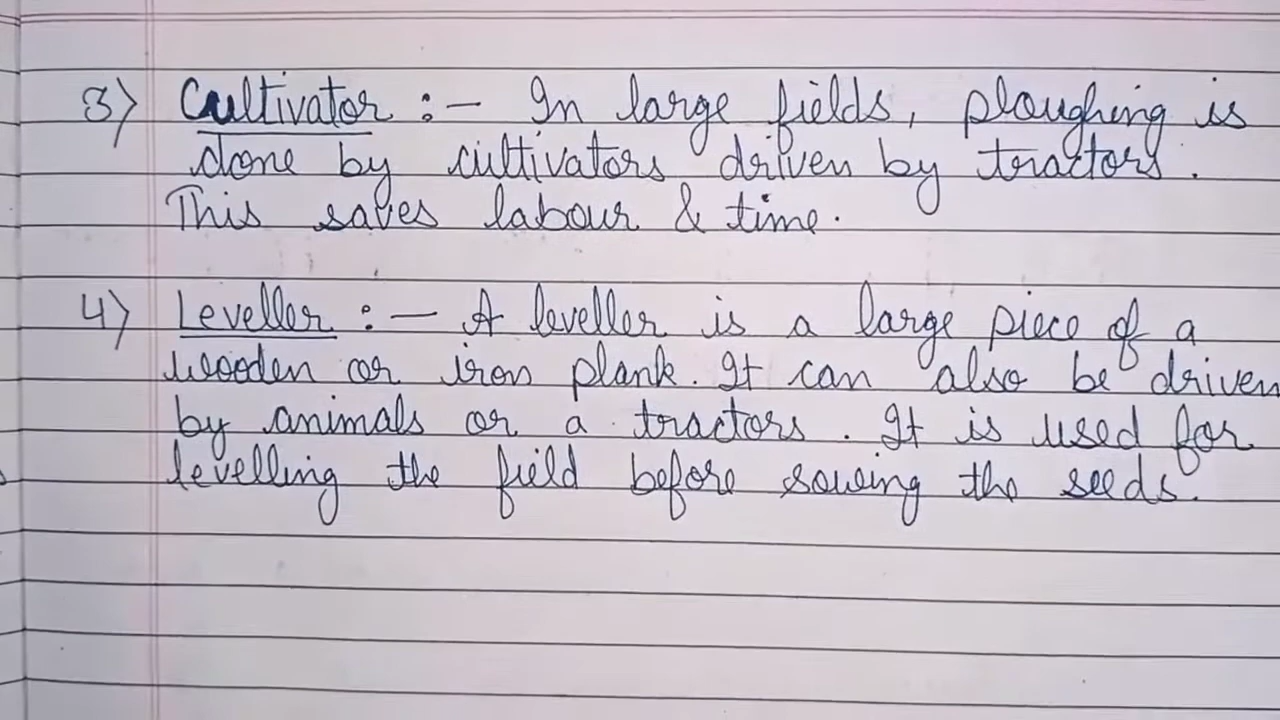 3) Cultivator :- In large fields, ploughing is
done by cultivators driven by tractors.
This saves labour & time.
4) Leveller :- A leveller is a large piece of a
wooden or iron plank. It can also be driven
by animals or a tractors. It is used for
levelling the field before sowing the seeds.